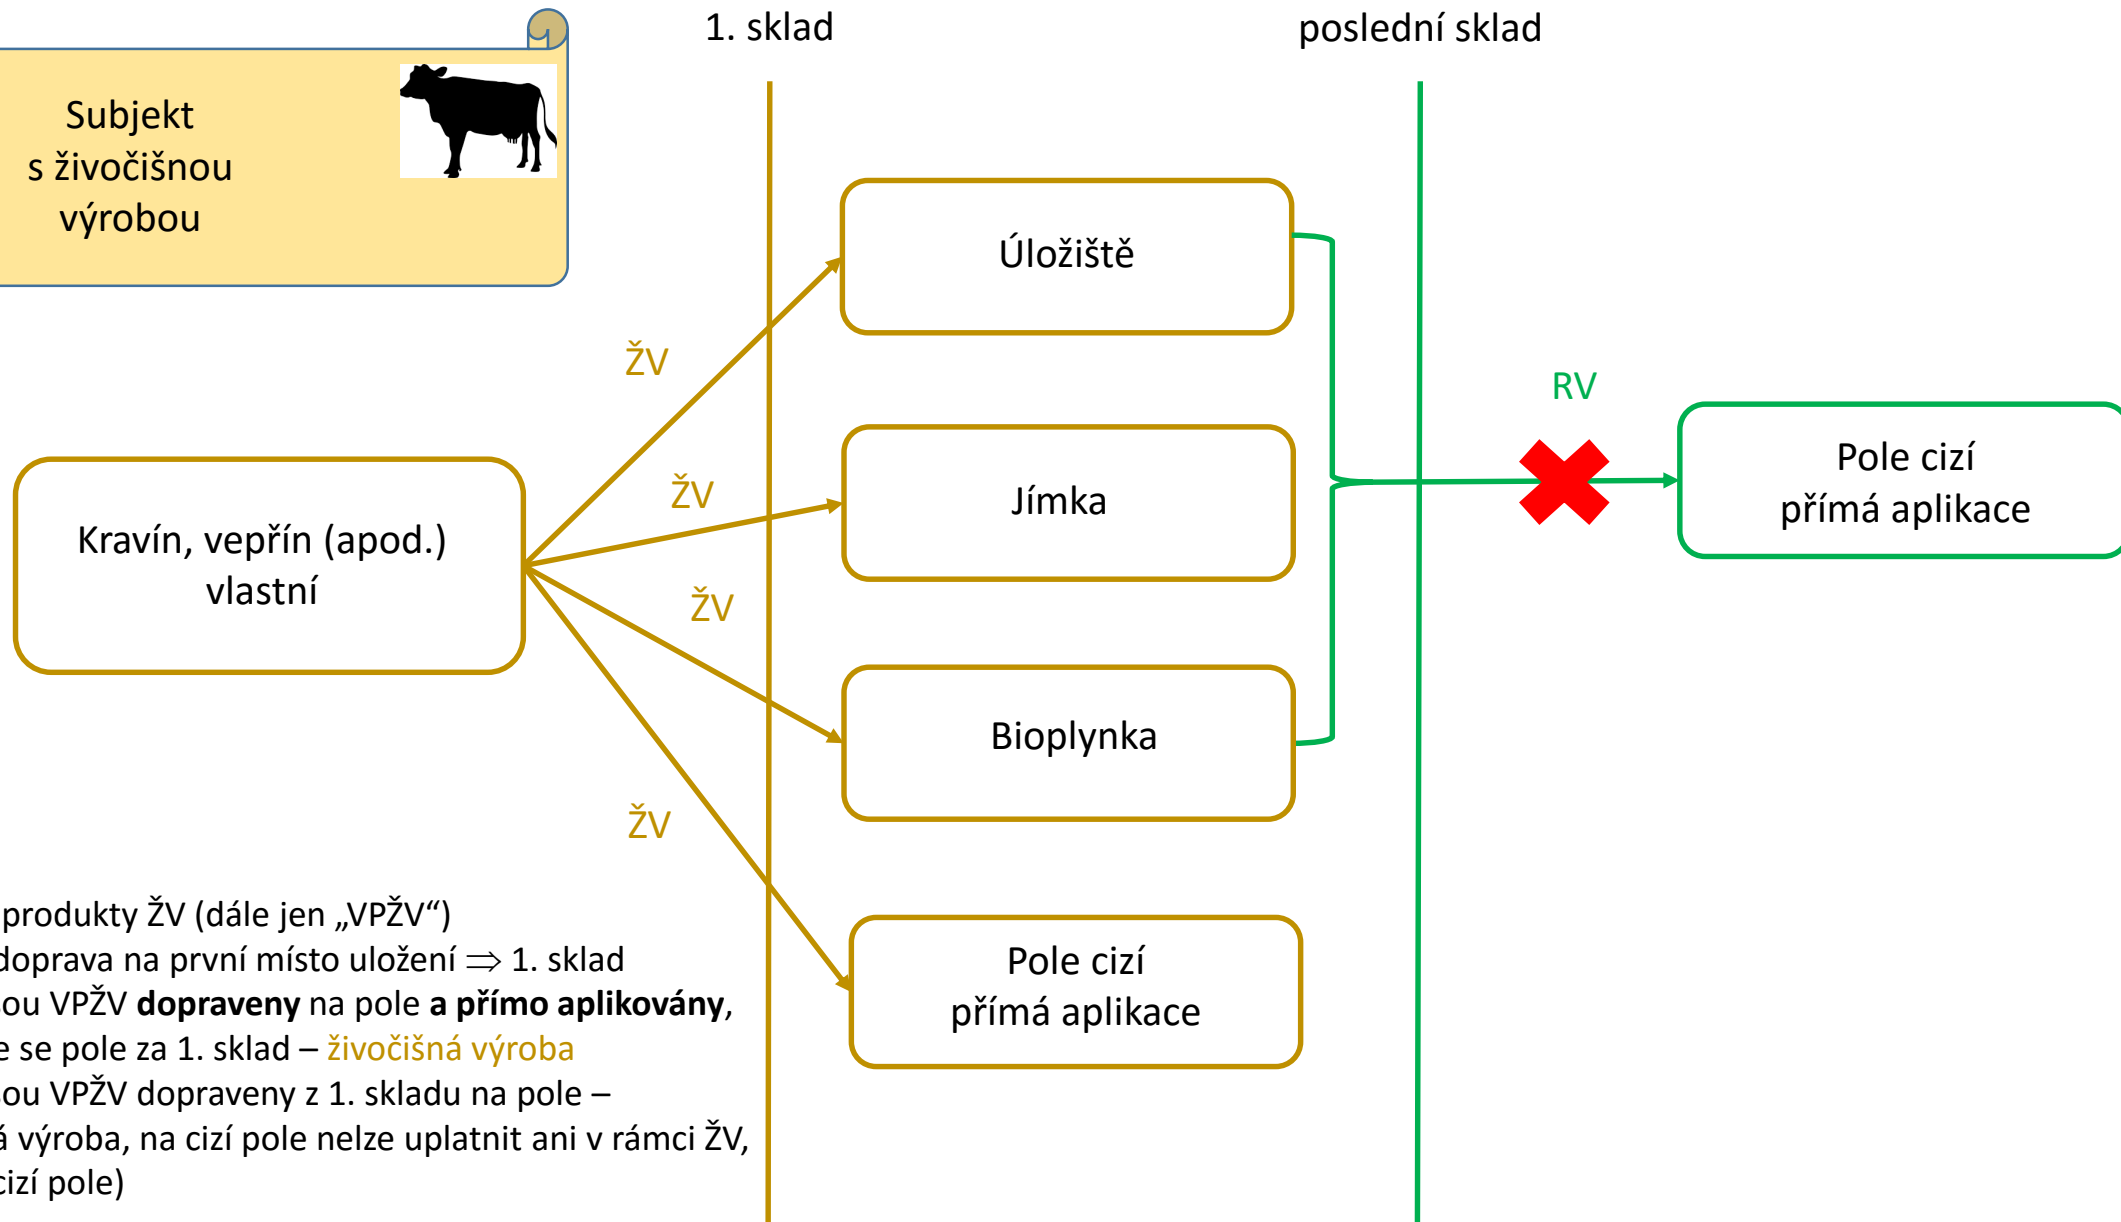 1. sklad
poslední sklad
Subjekt
s živočišnou
výrobou
Úložiště
ŽV
RV
Pole cizí
přímá aplikace
ŽV
Jímka
Kravín, vepřín (apod.)
vlastní
ŽV
Bioplynka
ŽV
Pole cizí
přímá aplikace
produkty ŽV (dále jen „VPŽV“)
doprava na první místo uložení ⇒ 1. sklad
sou VPŽV dopraveny na pole a přímo aplikovány,
e se pole za 1. sklad – živočišná výroba
sou VPŽV dopraveny z 1. skladu na pole –
á výroba, na cizí pole nelze uplatnit ani v rámci ŽV,
cizí pole)